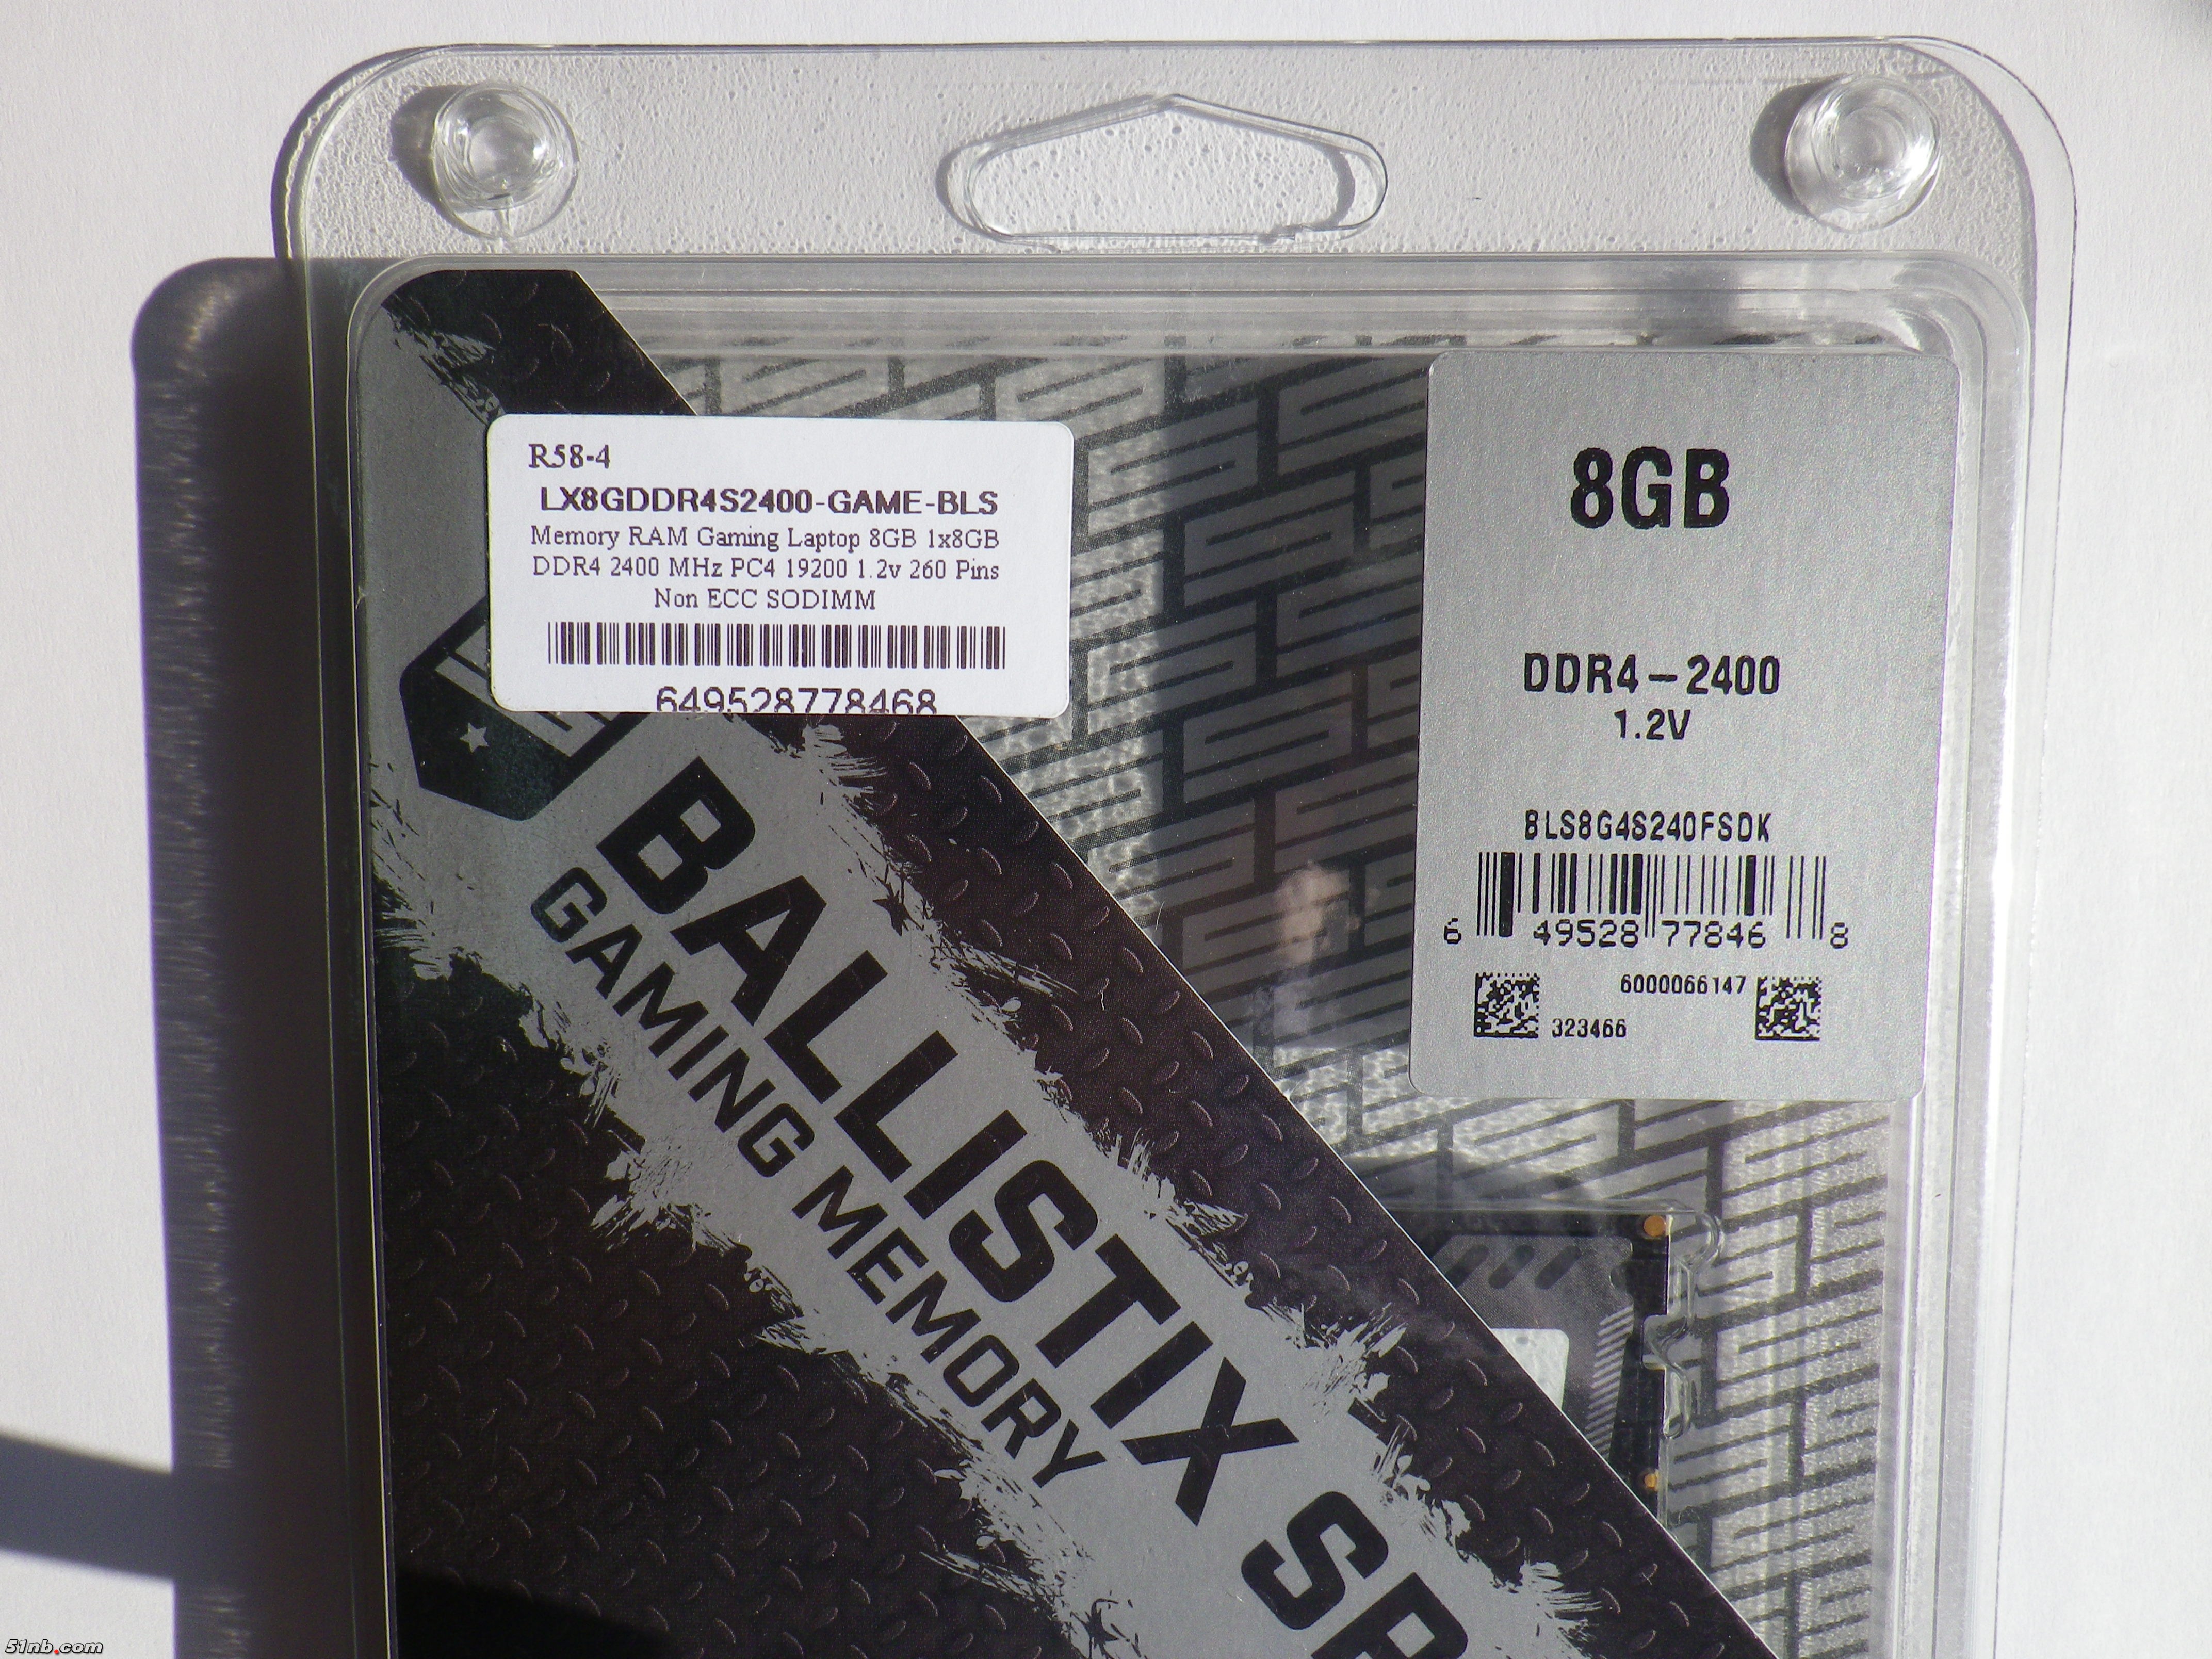 R58-4
LX8GDDR4S2400-GAME-BLS
Memory RAM Gaming Laptop 8GB 1x8GB
DDR4 2400 MHz PC4 19200 1.2v 260 Pins
Non ECC SODIMM
649528778468
8GB
DDR4-2400
1.2V
BLS8G4S240FSDK
6 49528 77846 8
6000066147
323466
BALLISTIX SP
GAMING MEMORY
51nb.com